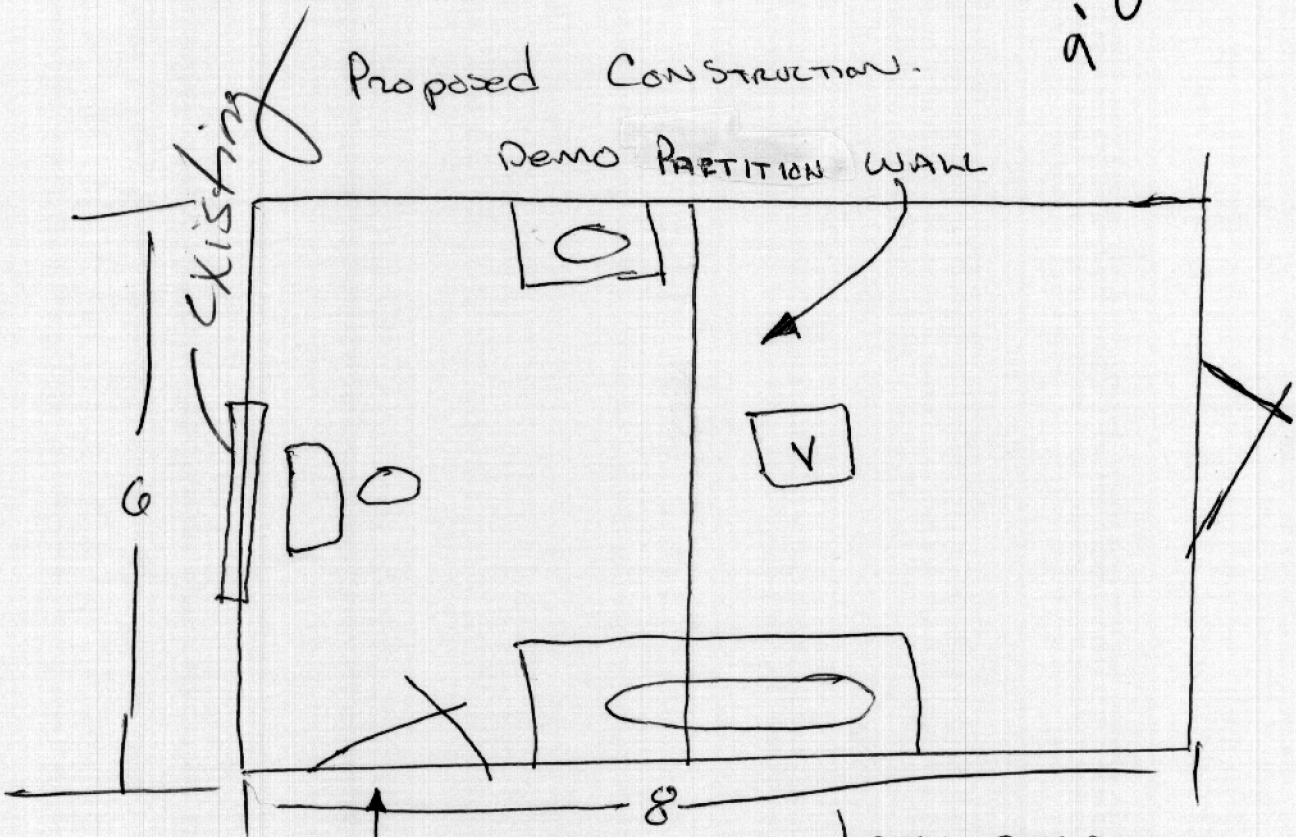 Proposed Construction.
Demo Partition Wall
Existing
V
6
8